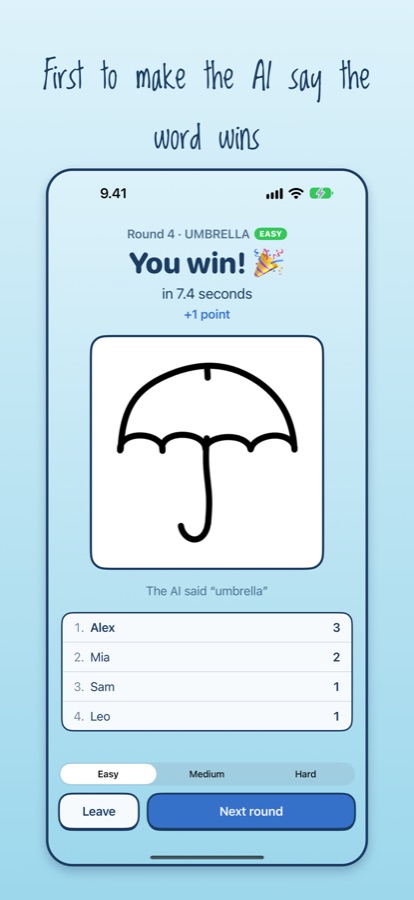 First to make the AI say the
word wins
9.41
Round 4 · UMBRELLA EASY
You win! 🎉
in 7.4 seconds
+1 point
The AI said “umbrella”
1. Alex 3
2. Mia 2
3. Sam 1
4. Leo 1
Easy Medium Hard
Leave Next round